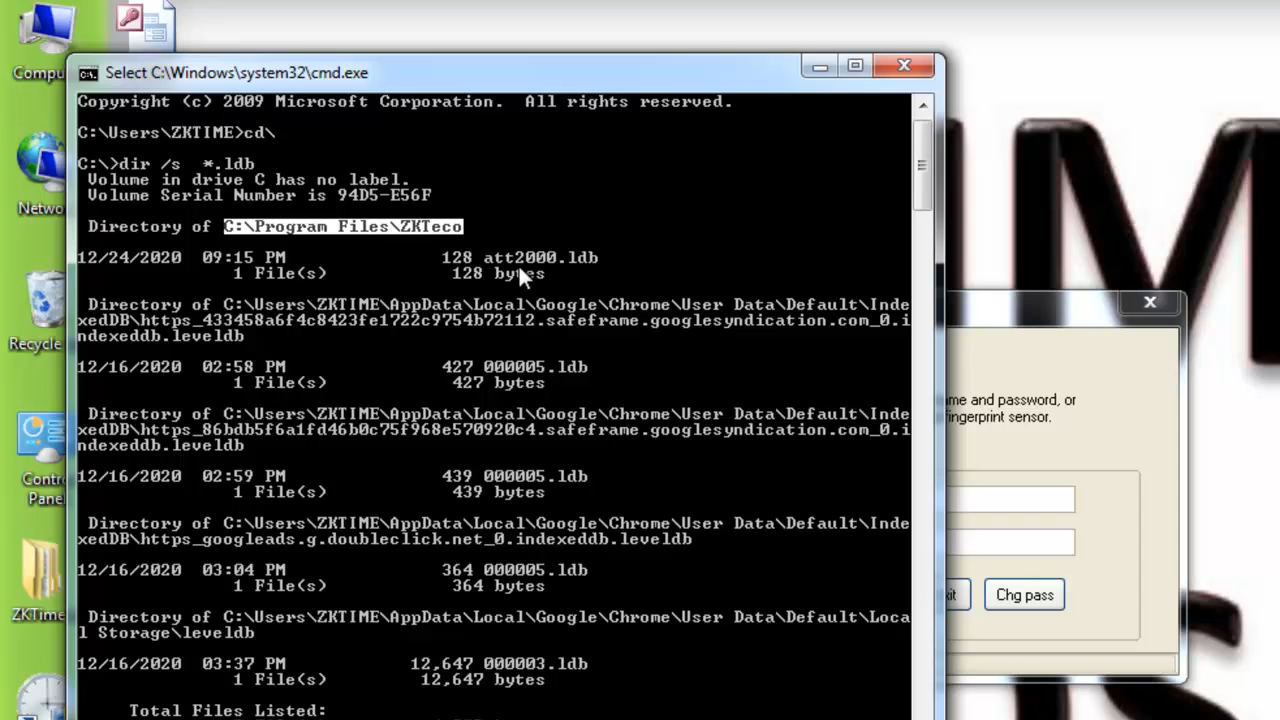 Compu
Select C:\Windows\system32\cmd.exe
Copyright (c) 2009 Microsoft Corporation.  All rights reserved.
C:\Users\ZKTIME>cd\
C:\>dir /s  *.ldb
Volume in drive C has no label.
Volume Serial Number is 94D5-E56F
Directory of C:\Program Files\ZKTeco
12/24/2020  09:15 PM               128 att2000.ldb
1 File(s)            128 bytes
Directory of C:\Users\ZKTIME\AppData\Local\Google\Chrome\User Data\Default\Inde
xedDB\https_433458a6f4c8423fe1722c9754b72112.safeframe.googlesyndication.com_0.i
ndexeddb.leveldb
12/16/2020  02:58 PM               427 000005.ldb
1 File(s)            427 bytes
Directory of C:\Users\ZKTIME\AppData\Local\Google\Chrome\User Data\Default\Inde
xedDB\https_86bdb5f6a1fd46b0c75f968e570920c4.safeframe.googlesyndication.com_0.i
ndexeddb.leveldb
12/16/2020  02:59 PM               439 000005.ldb
1 File(s)            439 bytes
Directory of C:\Users\ZKTIME\AppData\Local\Google\Chrome\User Data\Default\Inde
xedDB\https_googleads.g.doubleclick.net_0.indexeddb.leveldb
12/16/2020  03:04 PM               364 000005.ldb
1 File(s)            364 bytes
Directory of C:\Users\ZKTIME\AppData\Local\Google\Chrome\User Data\Default\Loca
l Storage\leveldb
12/16/2020  03:37 PM            12,647 000003.ldb
1 File(s)         12,647 bytes
Total Files Listed:
Netwo
Recycle
Contr
Panel
ZKTime
me and password, or
fingerprint sensor.
xit
Chg pass